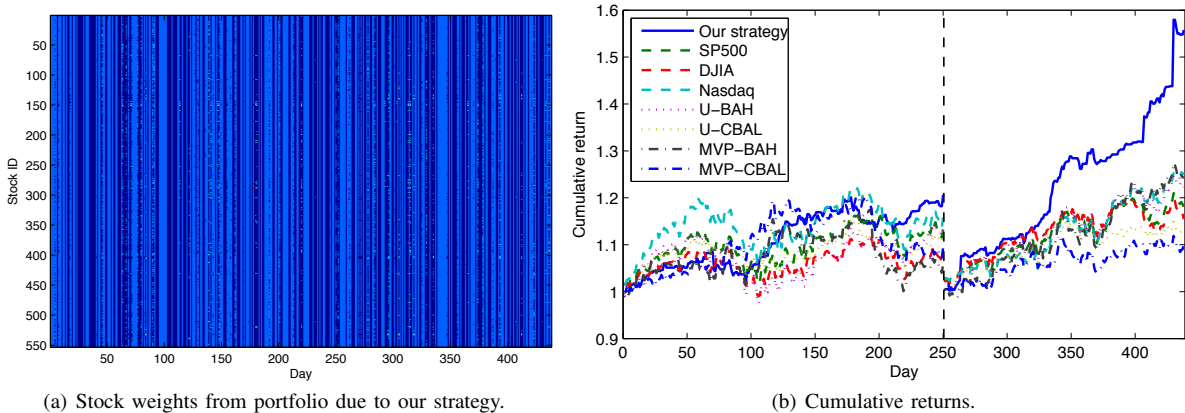 50
100
150
200
250
300
350
400
450
500
550
Stock ID
50 100 150 200 250 300 350 400
Day
(a) Stock weights from portfolio due to our strategy.
1.6
1.5
1.4
1.3
1.2
1.1
1
0.9
Cumulative return
Our strategy
SP500
DJIA
Nasdaq
U-BAH
U-CBAL
MVP-BAH
MVP-CBAL
0 50 100 150 200 250 300 350 400
Day
(b) Cumulative returns.